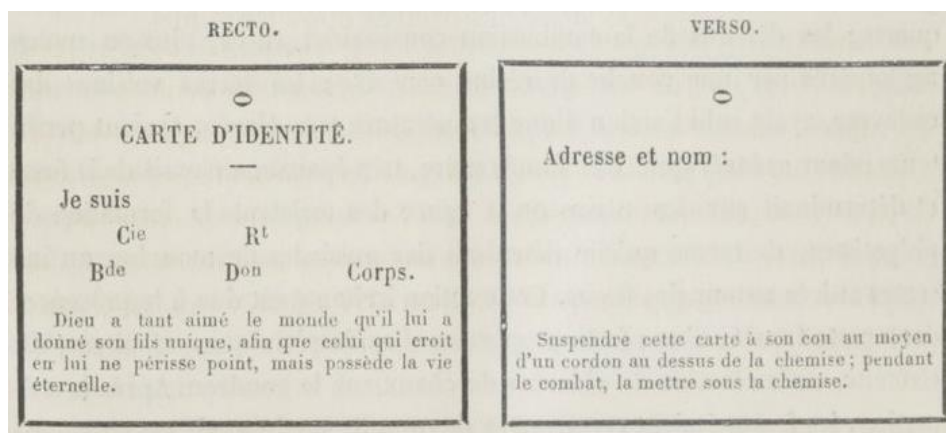 RECTO.
CARTE D'IDENTITÉ.
Je suis
Cie Rt
Bde Don Corps.
Dieu a tant aimé le monde qu'il lui a
donné son fils unique, afin que celui qui croit
en lui ne périsse point, mais possède la vie
éternelle.
VERSO.
Adresse et nom :
Suspendre cette carte à son cou au moyen
d'un cordon au dessus de la chemise ; pendant
le combat, la mettre sous la chemise.